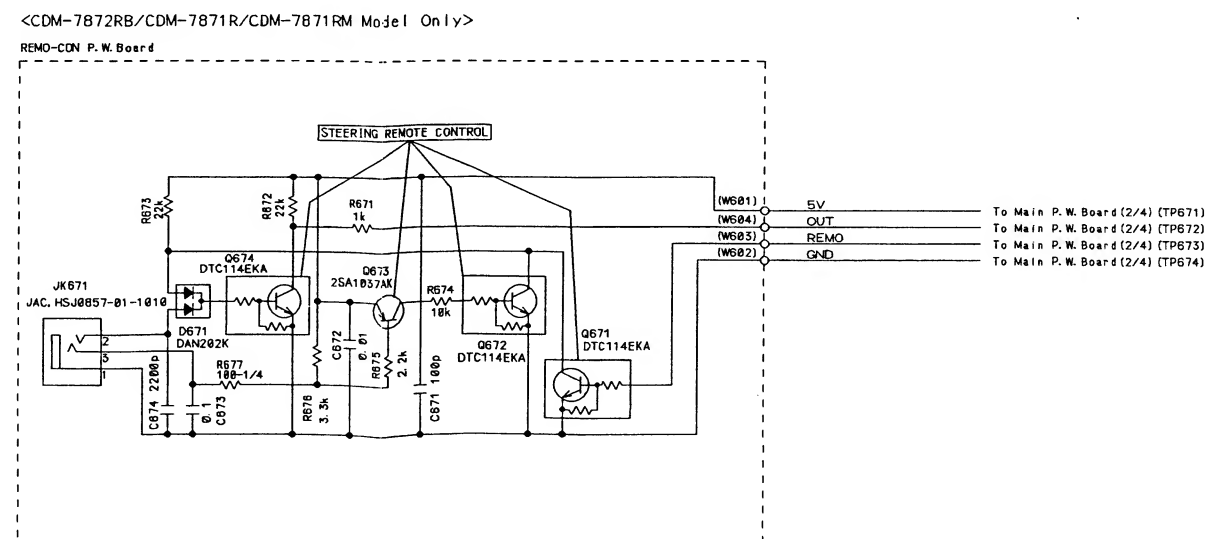 <CDM-7872RB/CDM-7871R/CDM-7871RM Model Only>
REMO-CON P.W.Board
STEERING REMOTE CONTROL
R673
22k
R672
22k
R671
1k
(W601)
5V
To Main P.W.Board(2/4)(TP671)
(W604)
OUT
To Main P.W.Board(2/4)(TP672)
(W603)
REMO
To Main P.W.Board(2/4)(TP673)
(W602)
GND
To Main P.W.Board(2/4)(TP674)
Q674
DTC114EKA
Q673
2SA1037AK
JK671
JAC.HSJ0857-01-1010
R674
10k
D671
DAN202K
C672
0.01
R675
2.2k
Q672
DTC114EKA
Q671
DTC114EKA
2
3
1
R677
100-1/4
C674 2200p
0.1
C673
R676
3.3k
C671 100p